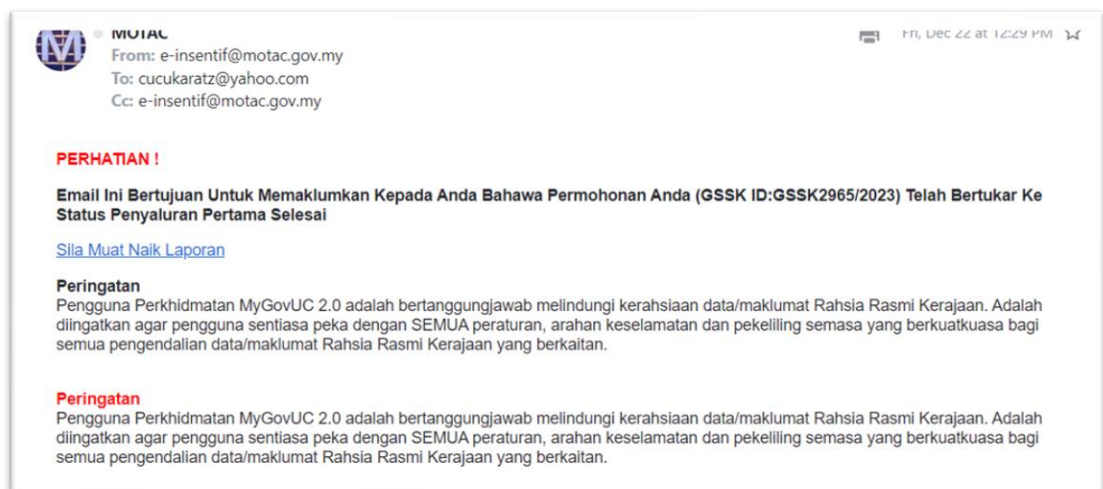 MOTAC
Fri, Dec 22 at 12:29 PM
From: e-insentif@motac.gov.my
To: cucukaratz@yahoo.com
Cc: e-insentif@motac.gov.my
PERHATIAN !
Email Ini Bertujuan Untuk Memaklumkan Kepada Anda Bahawa Permohonan Anda (GSSK ID:GSSK2965/2023) Telah Bertukar Ke
Status Penyaluran Pertama Selesai
Sila Muat Naik Laporan
Peringatan
Pengguna Perkhidmatan MyGovUC 2.0 adalah bertanggungjawab melindungi kerahsiaan data/maklumat Rahsia Rasmi Kerajaan. Adalah
diingatkan agar pengguna sentiasa peka dengan SEMUA peraturan, arahan keselamatan dan pekeliling semasa yang berkuatkuasa bagi
semua pengendalian data/maklumat Rahsia Rasmi Kerajaan yang berkaitan.
Peringatan
Pengguna Perkhidmatan MyGovUC 2.0 adalah bertanggungjawab melindungi kerahsiaan data/maklumat Rahsia Rasmi Kerajaan. Adalah
diingatkan agar pengguna sentiasa peka dengan SEMUA peraturan, arahan keselamatan dan pekeliling semasa yang berkuatkuasa bagi
semua pengendalian data/maklumat Rahsia Rasmi Kerajaan yang berkaitan.